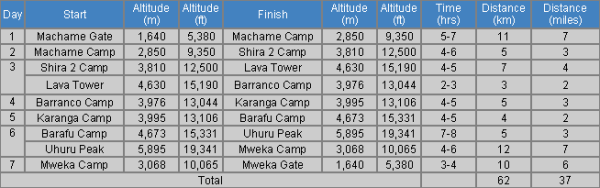 Day Start Altitude (m) Altitude (ft) Finish Altitude (m) Altitude (ft) Time (hrs) Distance (km) Distance (miles)
1 Machame Gate 1,640 5,380 Machame Camp 2,850 9,350 5-7 11 7
2 Machame Camp 2,850 9,350 Shira 2 Camp 3,810 12,500 4-6 5 3
3 Shira 2 Camp 3,810 12,500 Lava Tower 4,630 15,190 4-5 7 4
Lava Tower 4,630 15,190 Barranco Camp 3,976 13,044 2-3 3 2
4 Barranco Camp 3,976 13,044 Karanga Camp 3,995 13,106 4-5 5 3
5 Karanga Camp 3,995 13,106 Barafu Camp 4,673 15,331 4-5 4 2
6 Barafu Camp 4,673 15,331 Uhuru Peak 5,895 19,341 7-8 5 3
Uhuru Peak 5,895 19,341 Mweka Camp 3,068 10,065 4-6 12 7
7 Mweka Camp 3,068 10,065 Mweka Gate 1,640 5,380 3-4 10 6
Total 62 37